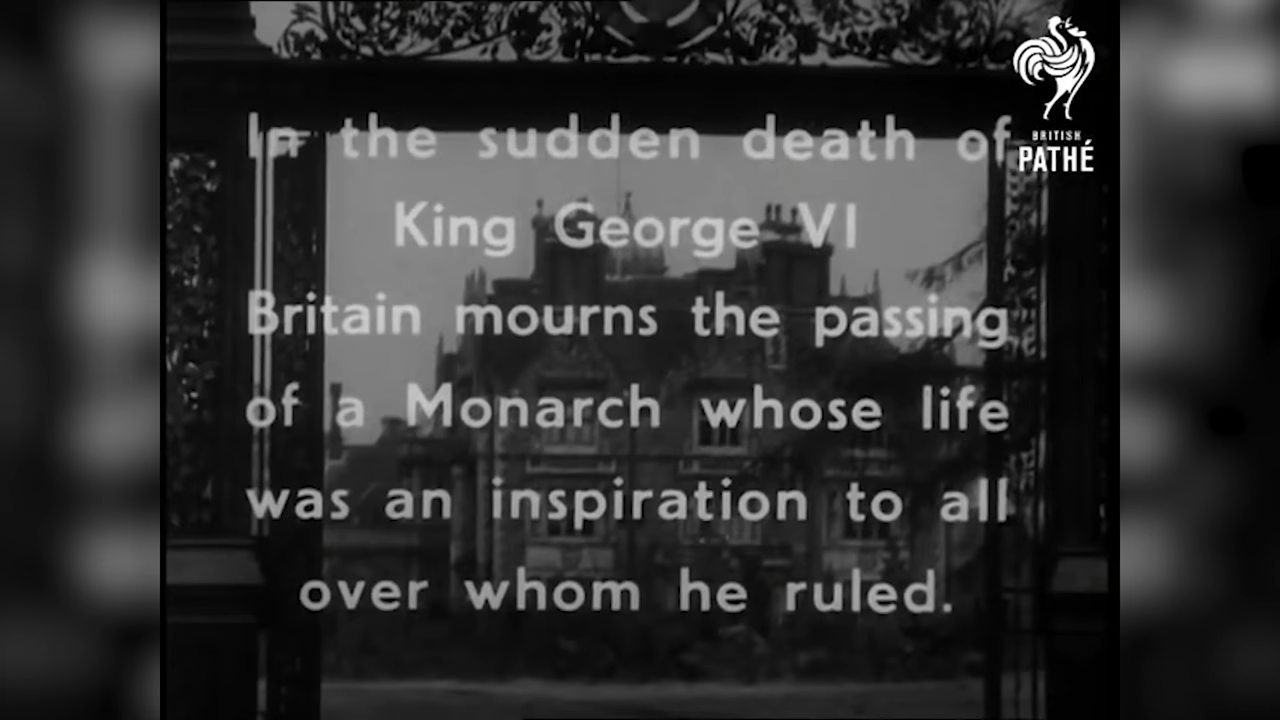 In the sudden death of
King George VI
Britain mourns the passing
of a Monarch whose life
was an inspiration to all
over whom he ruled.
BRITISH
PATHÉ